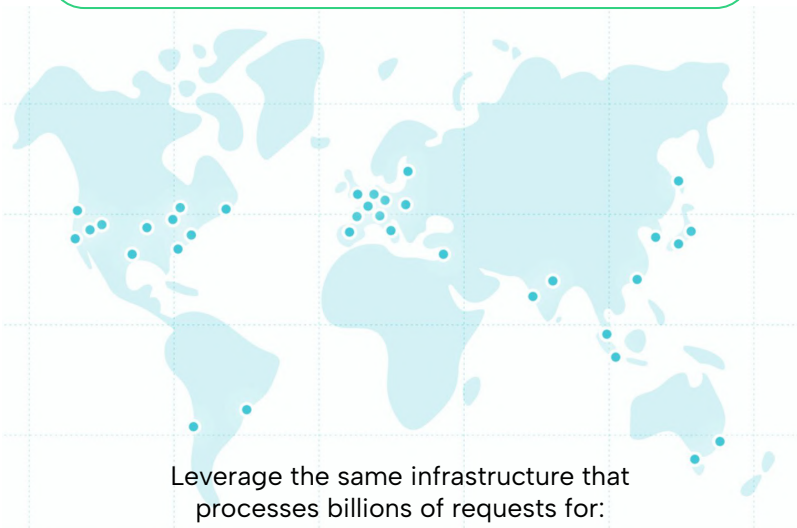 Leverage the same infrastructure that
processes billions of requests for: